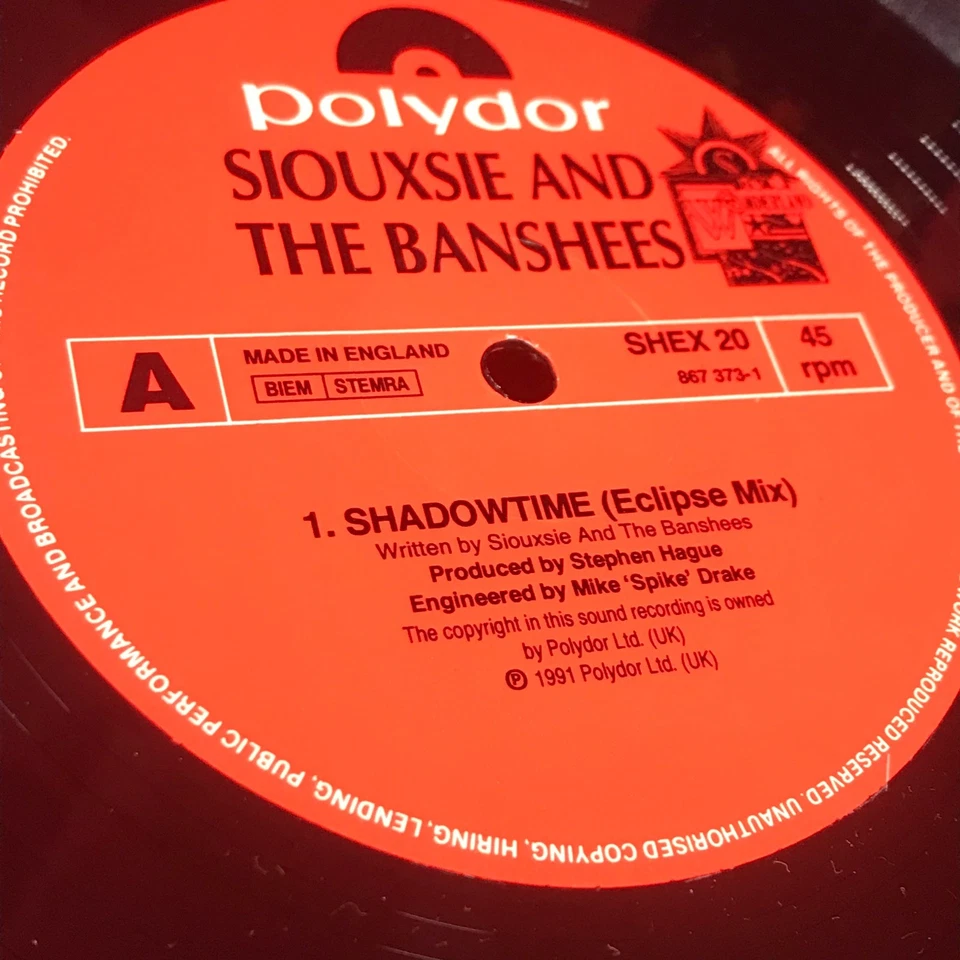 polydor
SIOUXSIE AND
THE BANSHEES
S
W
A
MADE IN ENGLAND
BIEM STEMRA
SHEX 20
867 373-1
45
rpm
1. SHADOWTIME (Eclipse Mix)
Written by Siouxsie And The Banshees
Produced by Stephen Hague
Engineered by Mike ‘Spike’ Drake
The copyright in this sound recording is owned
by Polydor Ltd. (UK)
℗ 1991 Polydor Ltd. (UK)
ALL RIGHTS OF THE PRODUCER AND OF THE
WORK REPRODUCED RESERVED. UNAUTHORISED COPYING, HIRING, LENDING, PUBLIC PERFORMANCE AND BROADCASTING
RECORD PROHIBITED.